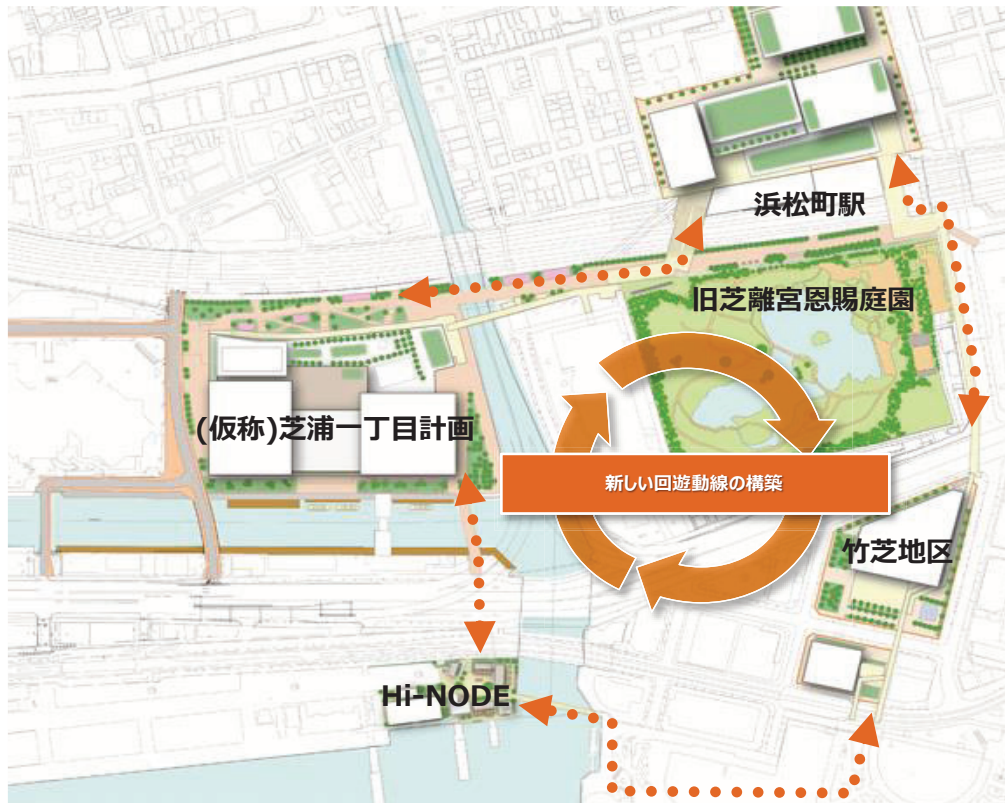 浜松町駅
旧芝離宮恩賜庭園
(仮称)芝浦一丁目計画
新しい回遊動線の構築
竹芝地区
Hi-NODE